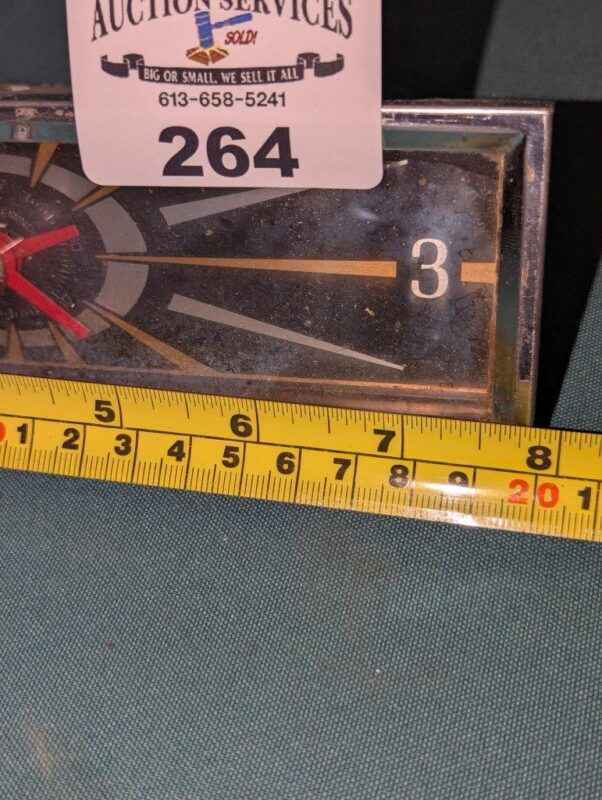 AUCTION SERVICES
SOLD!
BIG OR SMALL, WE SELL IT ALL
613-658-5241
264
3
5 6 7 8
1 2 3 4 5 6 7 8 9 20 1